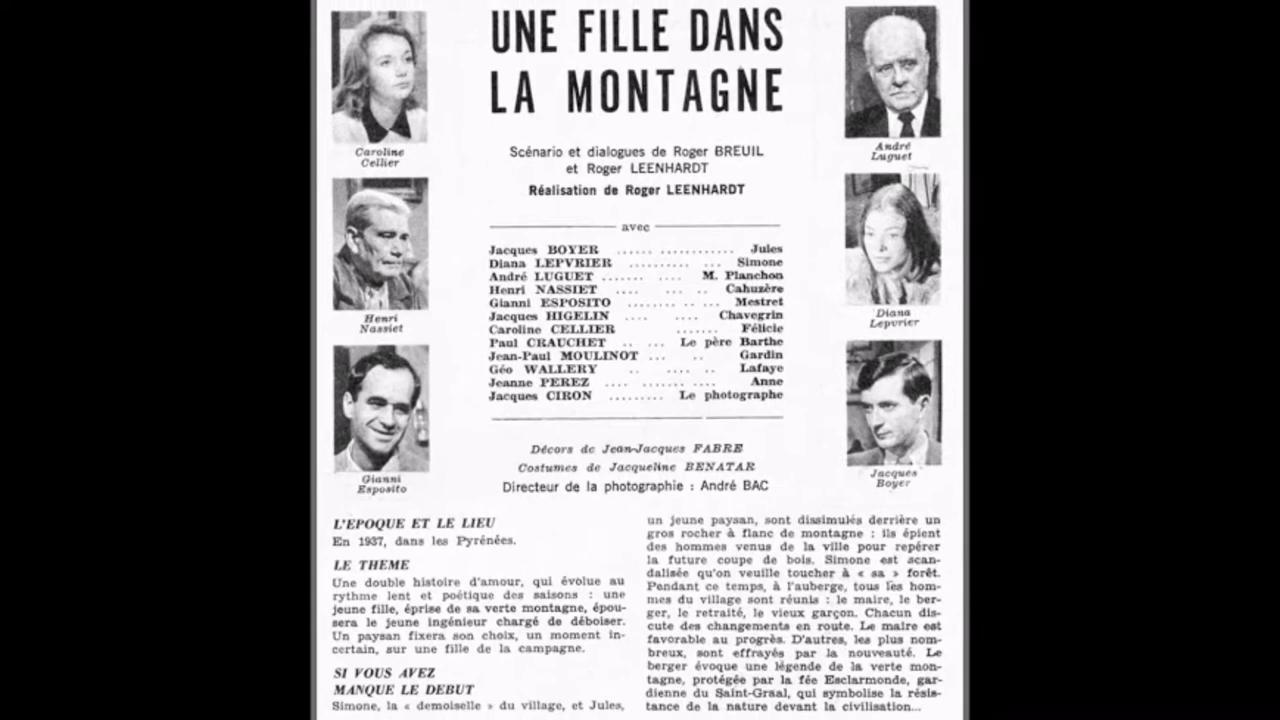 UNE FILLE DANS
LA MONTAGNE
Scénario et dialogues de Roger BREUIL
et Roger LEENHARDT
Réalisation de Roger LEENHARDT
avec
Jacques BOYER ...... ............ Jules
Diana LEPVRIER .......... ... Simone
André LUGUET ....... .... M. Planchon
Henri NASSIET .... ... .. Cahuzère
Gianni ESPOSITO ........ .. ... Mestret
Jacques HIGELIN .... .... Chavegrin
Caroline CELLIER ....... Félicie
Paul CRAUCHET .. ... Le père Barthe
Jean-Paul MOULINOT ... .. Gardin
Géo WALLERY .. .... .. Lafaye
Jeanne PEREZ .... ....... .... Anne
Jacques CIRON ......... Le photographe
Décors de Jean-Jacques FABRE
Costumes de Jacqueline BENATAR
Directeur de la photographie : André BAC
Caroline
Cellier
Henri
Nassiet
Gianni
Esposito
André
Luguet
Diana
Lepvrier
Jacques
Boyer
L'EPOQUE ET LE LIEU
En 1937, dans les Pyrénées.
LE THEME
Une double histoire d'amour, qui évolue au
rythme lent et poétique des saisons : une
jeune fille, éprise de sa verte montagne, épou-
sera le jeune ingénieur chargé de déboiser.
Un paysan fixera son choix, un moment in-
certain, sur une fille de la campagne.
SI VOUS AVEZ
MANQUE LE DEBUT
Simone, la « demoiselle » du village, et Jules,
un jeune paysan, sont dissimulés derrière un
gros rocher à flanc de montagne : ils épient
des hommes venus de la ville pour repérer
la future coupe de bois. Simone est scan-
dalisée qu'on veuille toucher à « sa » forêt.
Pendant ce temps, à l'auberge, tous les hom-
mes du village sont réunis : le maire, le ber-
ger, le retraité, le vieux garçon. Chacun dis-
cute des changements en route. Le maire est
favorable au progrès. D'autres, les plus nom-
breux, sont effrayés par la nouveauté. Le
berger évoque une légende de la verte mon-
tagne, protégée par la fée Esclarmonde, gar-
dienne du Saint-Graal, qui symbolise la résis-
tance de la nature devant la civilisation...